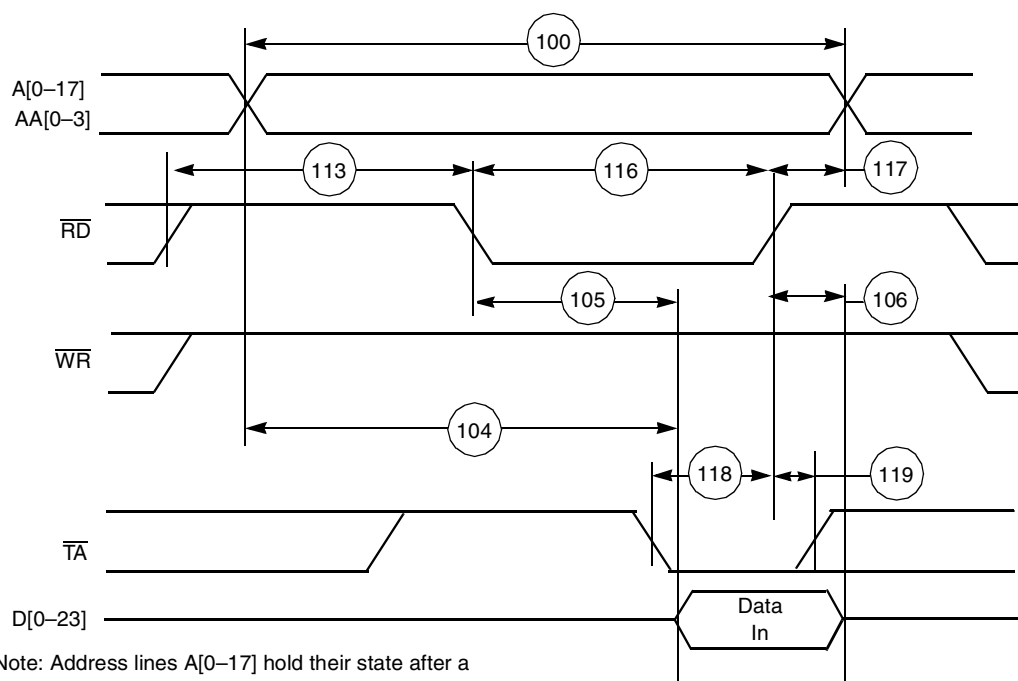 100
A[0–17]
AA[0–3]
113
116
117
RD
105
106
WR
104
118
119
TA
D[0–23]
Data
In
Note: Address lines A[0–17] hold their state after a